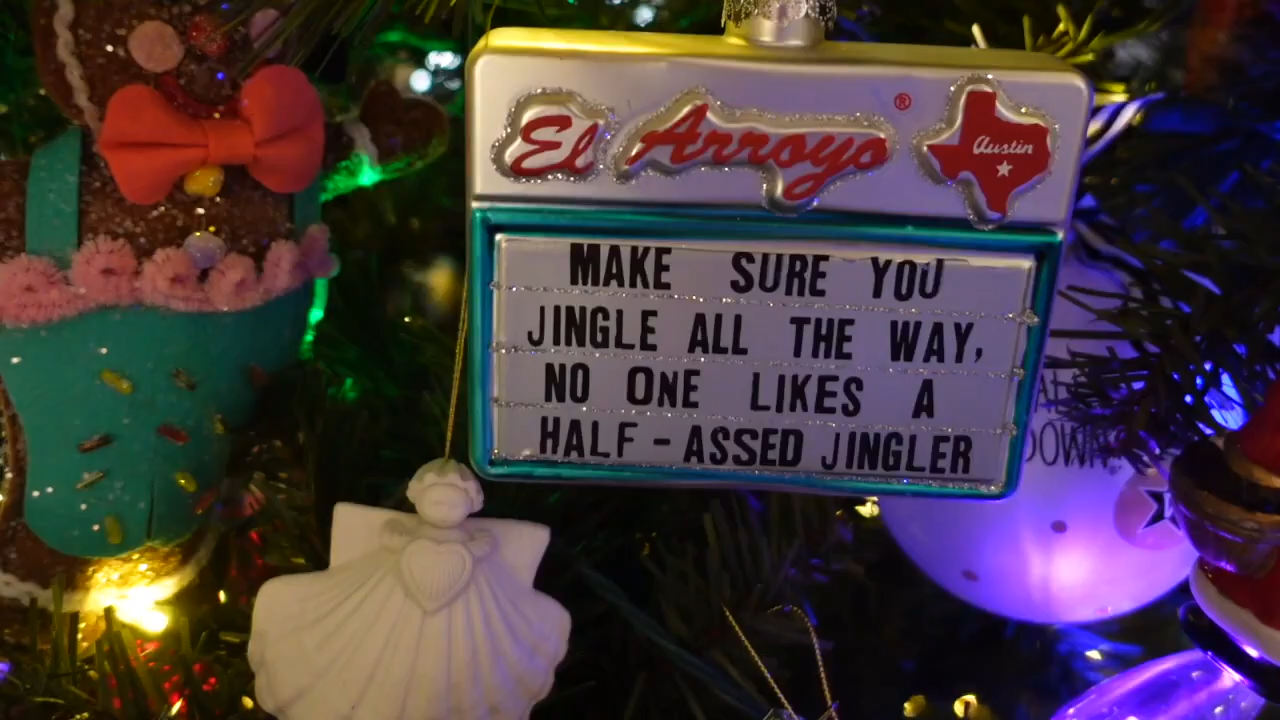 El Arroyo ®
Austin
MAKE SURE YOU
JINGLE ALL THE WAY,
NO ONE LIKES A
HALF-ASSED JINGLER